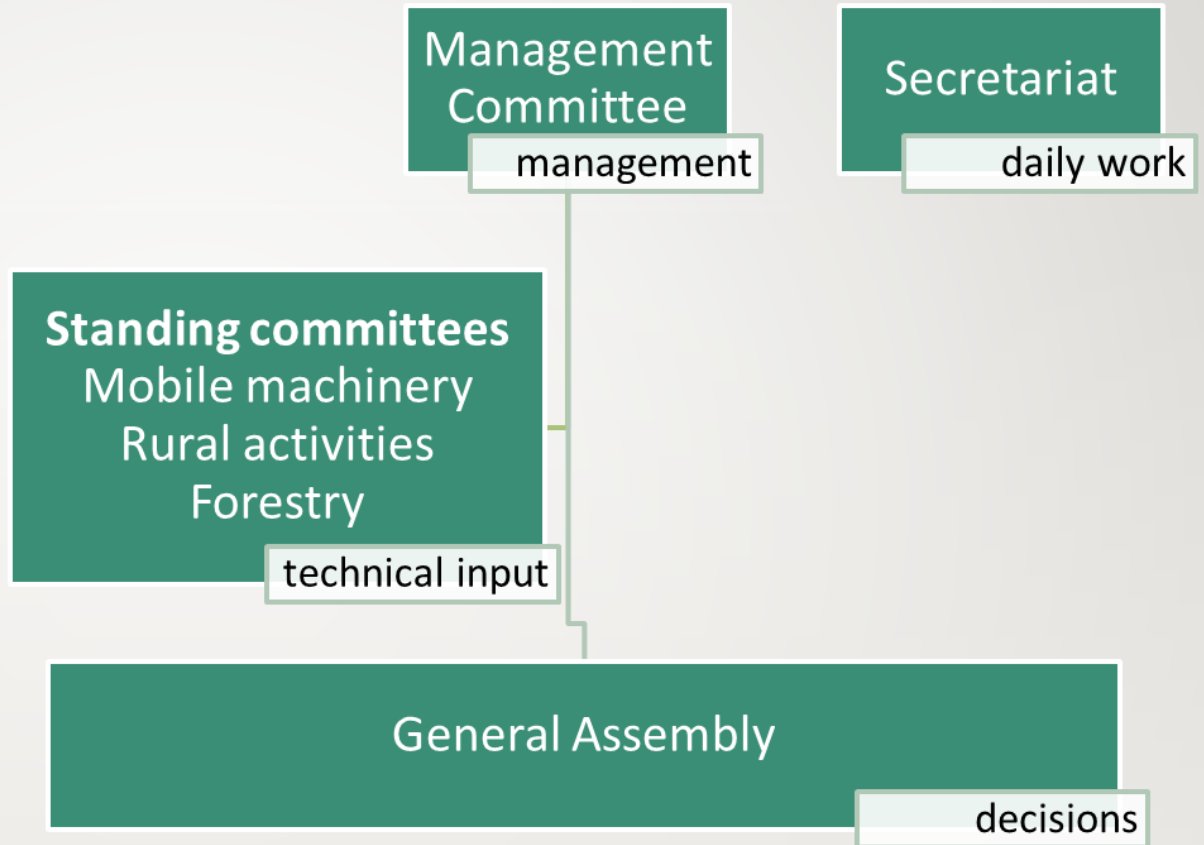 Management
Committee
management
Secretariat
daily work
Standing committees
Mobile machinery
Rural activities
Forestry
technical input
General Assembly
decisions